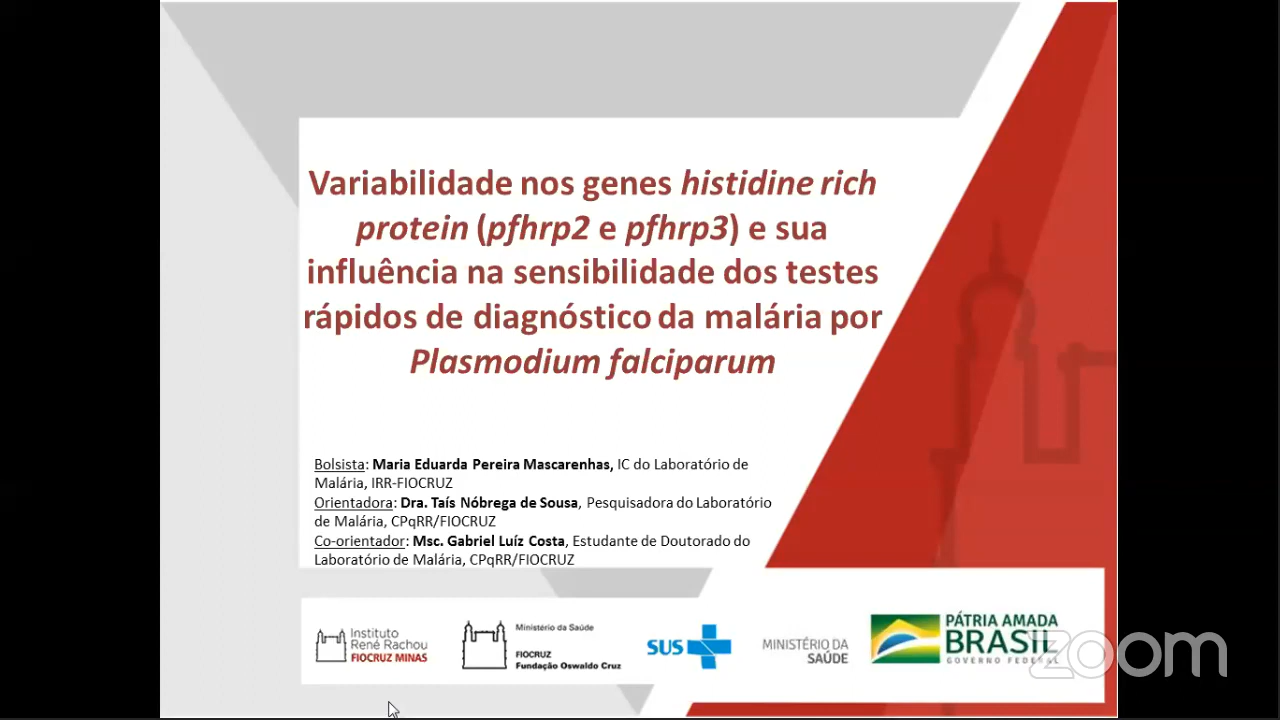 Variabilidade nos genes histidine rich
protein (pfhrp2 e pfhrp3) e sua
influência na sensibilidade dos testes
rápidos de diagnóstico da malária por
Plasmodium falciparum
Bolsista: Maria Eduarda Pereira Mascarenhas, IC do Laboratório de
Malária, IRR-FIOCRUZ
Orientadora: Dra. Taís Nóbrega de Sousa, Pesquisadora do Laboratório
de Malária, CPqRR/FIOCRUZ
Co-orientador: Msc. Gabriel Luíz Costa, Estudante de Doutorado do
Laboratório de Malária, CPqRR/FIOCRUZ
Instituto
René Rachou
FIOCRUZ MINAS
Ministério da Saúde
FIOCRUZ
Fundação Oswaldo Cruz
SUS
MINISTÉRIO DA
SAÚDE
PÁTRIA AMADA
BRASIL
GOVERNO FEDERAL
zoom